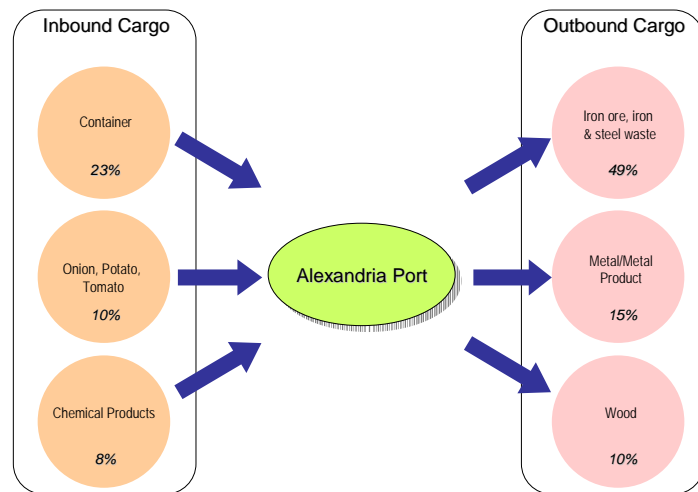 Inbound Cargo
Container
23%
Onion, Potato,
Tomato
10%
Chemical Products
8%
Alexandria Port
Outbound Cargo
Iron ore, iron
& steel waste
49%
Metal/Metal
Product
15%
Wood
10%